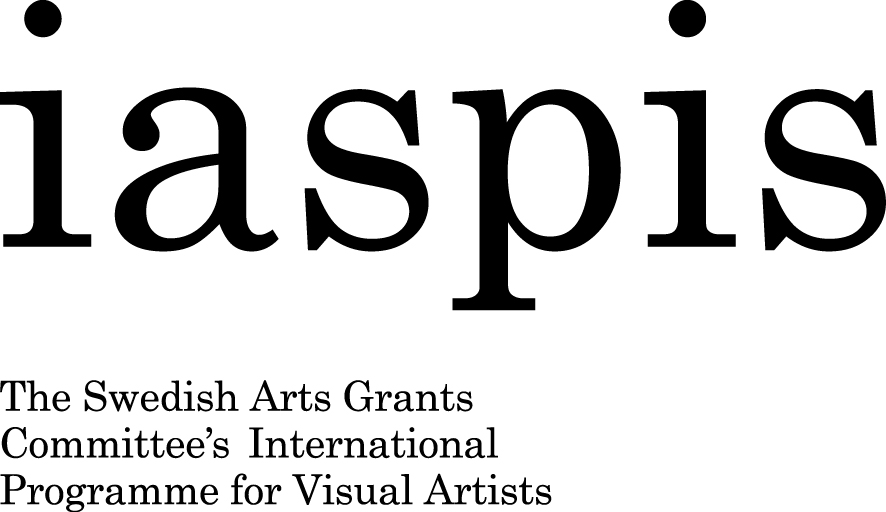 iaspis
The Swedish Arts Grants
Committee’s International
Programme for Visual Artists